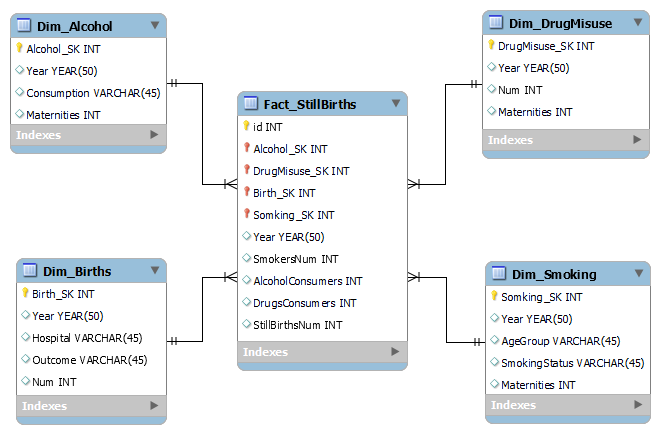 Dim_Alcohol
Alcohol_SK INT
Year YEAR(50)
Consumption VARCHAR(45)
Maternities INT
Indexes
Dim_DrugMisuse
DrugMisuse_SK INT
Year YEAR(50)
Num INT
Maternities INT
Indexes
Fact_StillBirths
id INT
Alcohol_SK INT
DrugMisuse_SK INT
Birth_SK INT
Somking_SK INT
Year YEAR(50)
SmokersNum INT
AlcoholConsumers INT
DrugsConsumers INT
StillBirthsNum INT
Indexes
Dim_Births
Birth_SK INT
Year YEAR(50)
Hospital VARCHAR(45)
Outcome VARCHAR(45)
Num INT
Indexes
Dim_Smoking
Somking_SK INT
Year YEAR(50)
AgeGroup VARCHAR(45)
SmokingStatus VARCHAR(45)
Maternities INT
Indexes